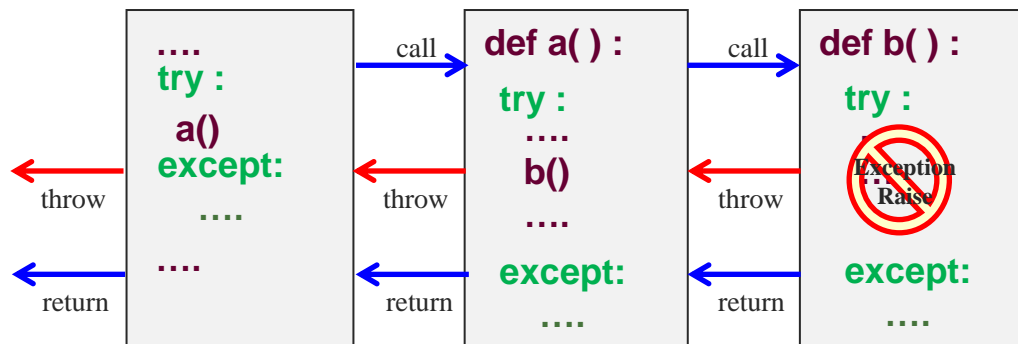 ....
try :
a()
except:
....
....
call
throw
throw
return
return
def a( ) :
try :
....
b()
....
except:
....
call
throw
return
def b( ) :
try :
....
Exception
Raise
except:
....